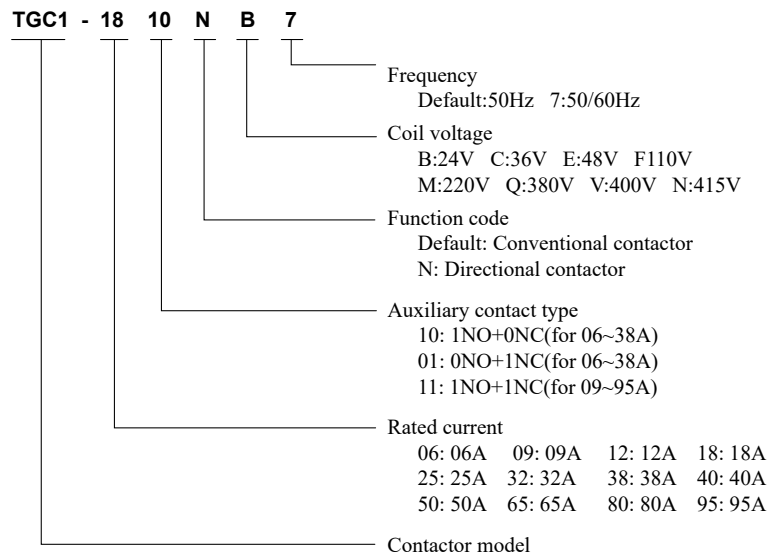 TGC1 - 18 10 N B 7
Frequency
Default:50Hz 7:50/60Hz
Coil voltage
B:24V C:36V E:48V F110V
M:220V Q:380V V:400V N:415V
Function code
Default: Conventional contactor
N: Directional contactor
Auxiliary contact type
10: 1NO+0NC(for 06~38A)
01: 0NO+1NC(for 06~38A)
11: 1NO+1NC(for 09~95A)
Rated current
06: 06A 09: 09A 12: 12A 18: 18A
25: 25A 32: 32A 38: 38A 40: 40A
50: 50A 65: 65A 80: 80A 95: 95A
Contactor model